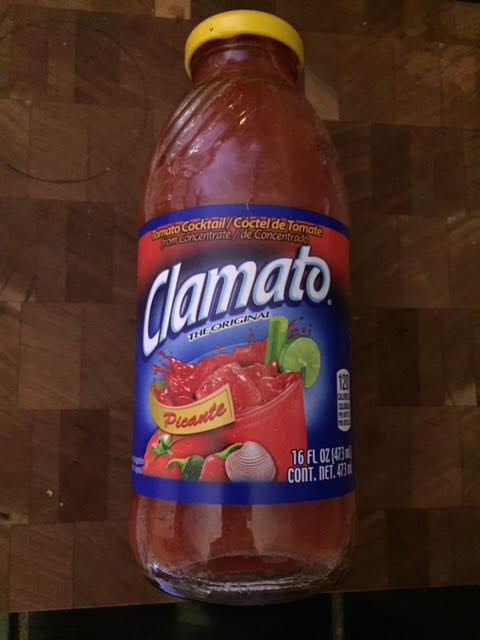 Tomato Cocktail / Cóctel de Tomate
from Concentrate / de Concentrado
Clamato®
THE ORIGINAL
Picante
120
16 FL OZ (473 ml)
CONT. NET. 473 ml